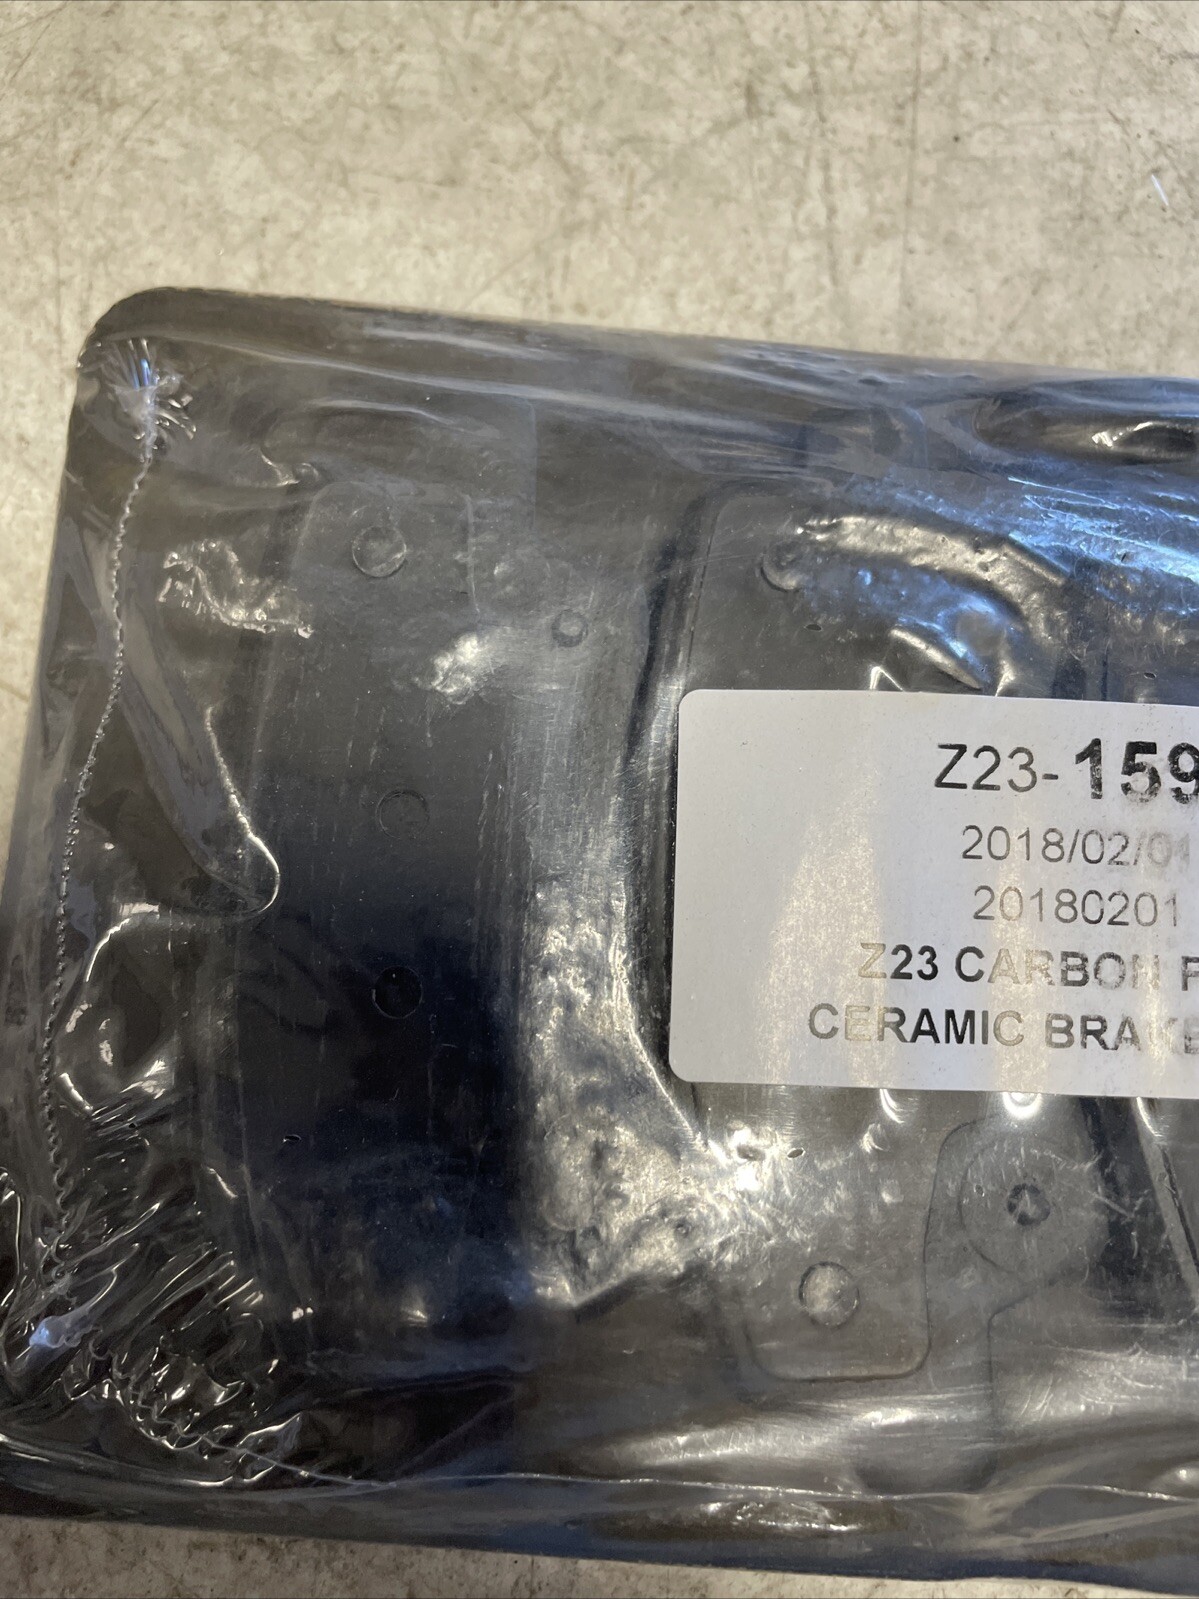 Z23-159
2018/02/01
20180201
Z23 CARBON F
CERAMIC BRAKE